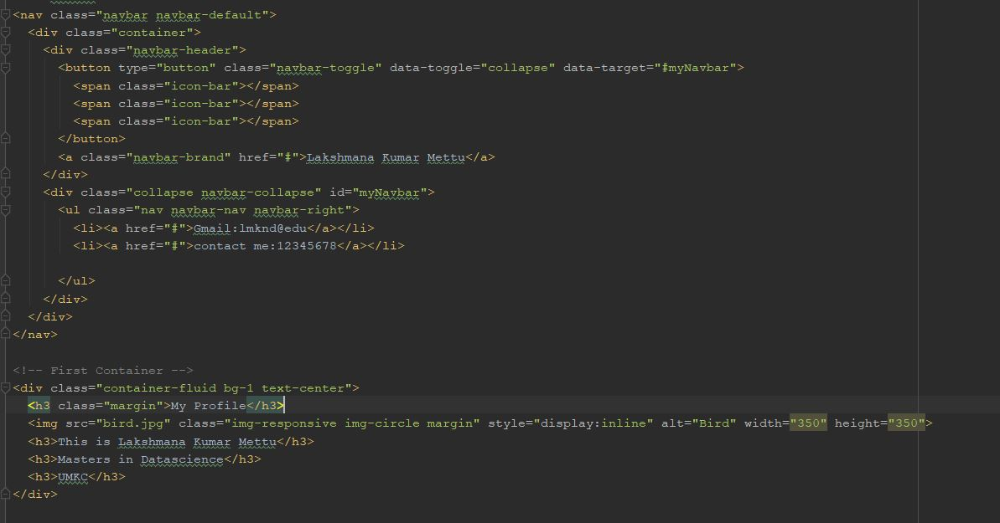 <nav class="navbar navbar-default">
<div class="container">
<div class="navbar-header">
<button type="button" class="navbar-toggle" data-toggle="collapse" data-target="#myNavbar">
<span class="icon-bar"></span>
<span class="icon-bar"></span>
<span class="icon-bar"></span>
</button>
<a class="navbar-brand" href="#">Lakshmana Kumar Mettu</a>
</div>
<div class="collapse navbar-collapse" id="myNavbar">
<ul class="nav navbar-nav navbar-right">
<li><a href="#">Gmail:lmknd@edu</a></li>
<li><a href="#">contact me:12345678</a></li>
</ul>
</div>
</div>
</nav>
<!-- First Container -->
<div class="container-fluid bg-1 text-center">
<h3 class="margin">My Profile</h3>
<img src="bird.jpg" class="img-responsive img-circle margin" style="display:inline" alt="Bird" width="350" height="350">
<h3>This is Lakshmana Kumar Mettu</h3>
<h3>Masters in Datascience</h3>
<h3>UMKC</h3>
</div>